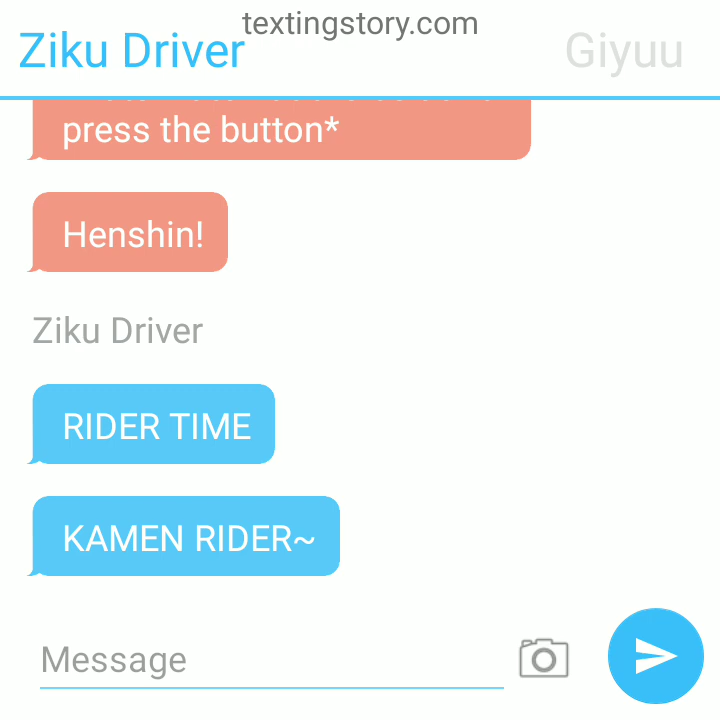 textingstory.com
Ziku Driver
Giyuu
press the button*
Henshin!
Ziku Driver
RIDER TIME
KAMEN RIDER~
Message